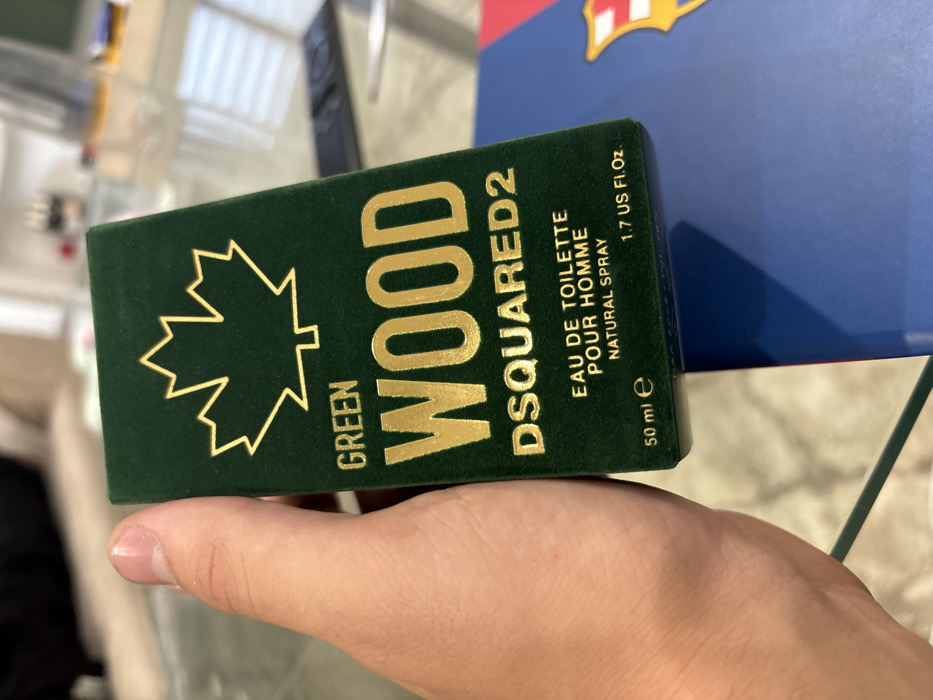 GREEN
WOOD
DSQUARED2
EAU DE TOILETTE
POUR HOMME
NATURAL SPRAY
50 ml ℮
1.7 US Fl.Oz.